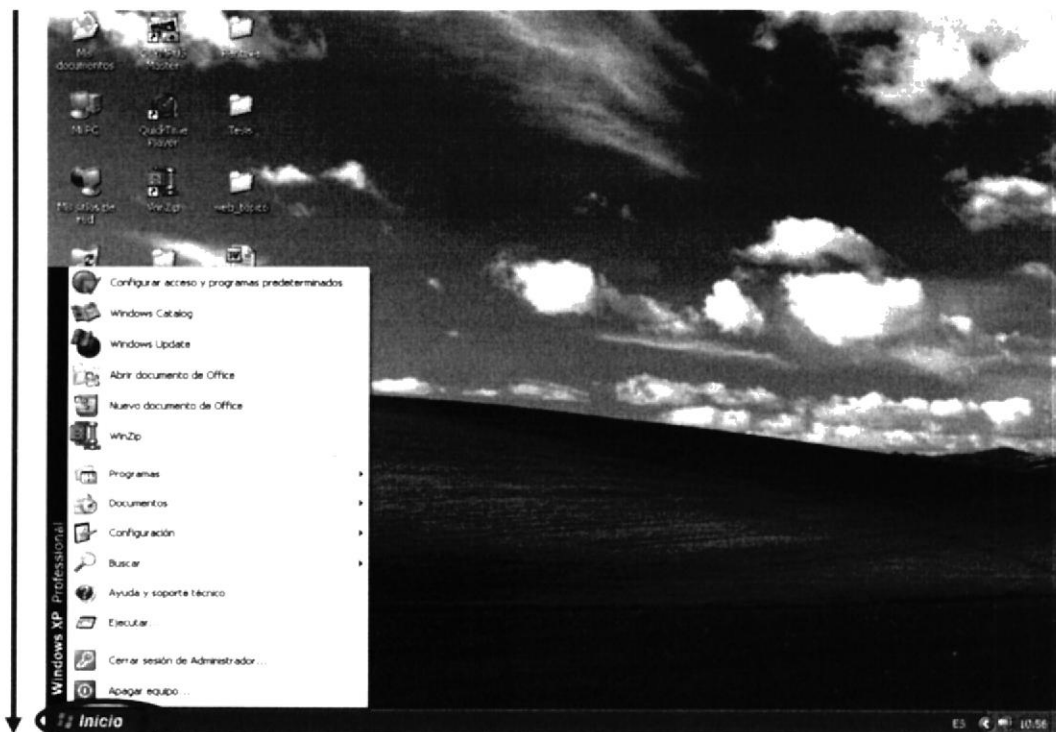 Mis
documentos
Master
Mi PC
QuickTime
Player
Tesis
Mis sitios de
red
WinZip
web_topico
Configurar acceso y programas predeterminados
Windows Catalog
Windows Update
Abrir documento de Office
Nuevo documento de Office
WinZip
Programas
Documentos
Configuración
Buscar
Ayuda y soporte técnico
Ejecutar...
Cerrar sesión de Administrador...
Apagar equipo...
Windows XP Professional
Inicio
ES
10:56